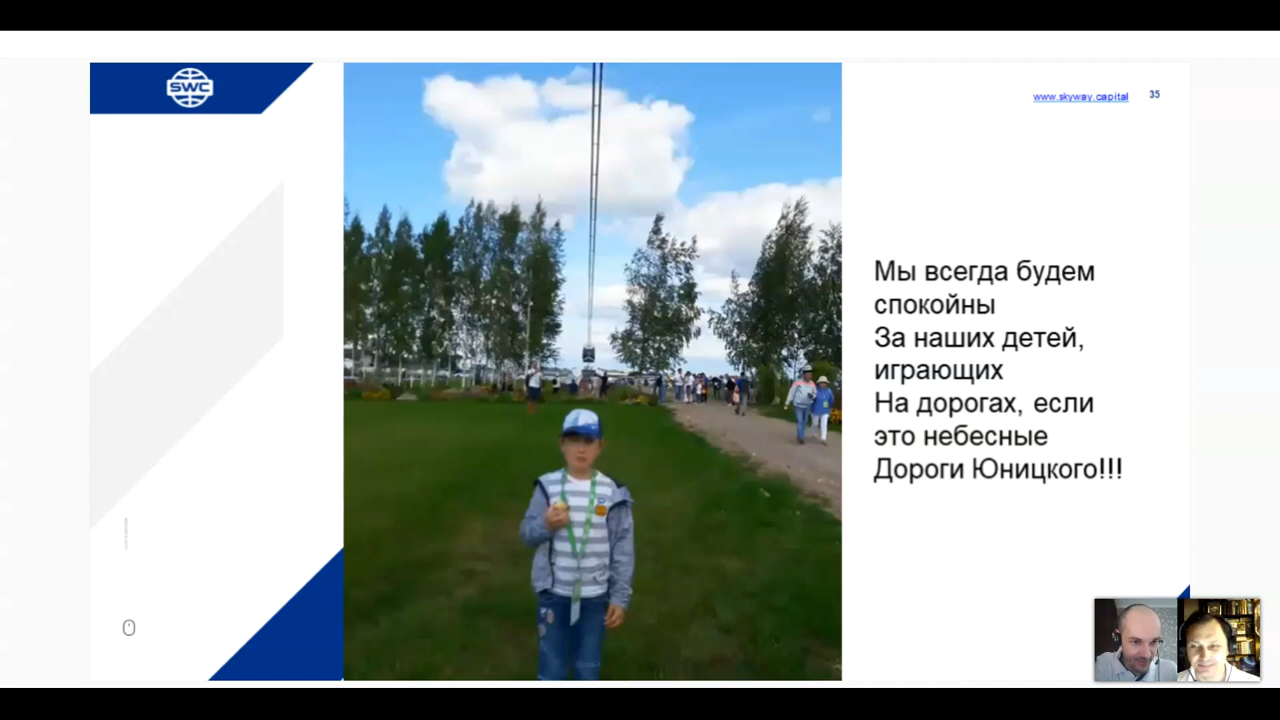 SWC
www.skyway.capital
35
Мы всегда будем
спокойны
За наших детей,
играющих
На дорогах, если
это небесные
Дороги Юницкого!!!